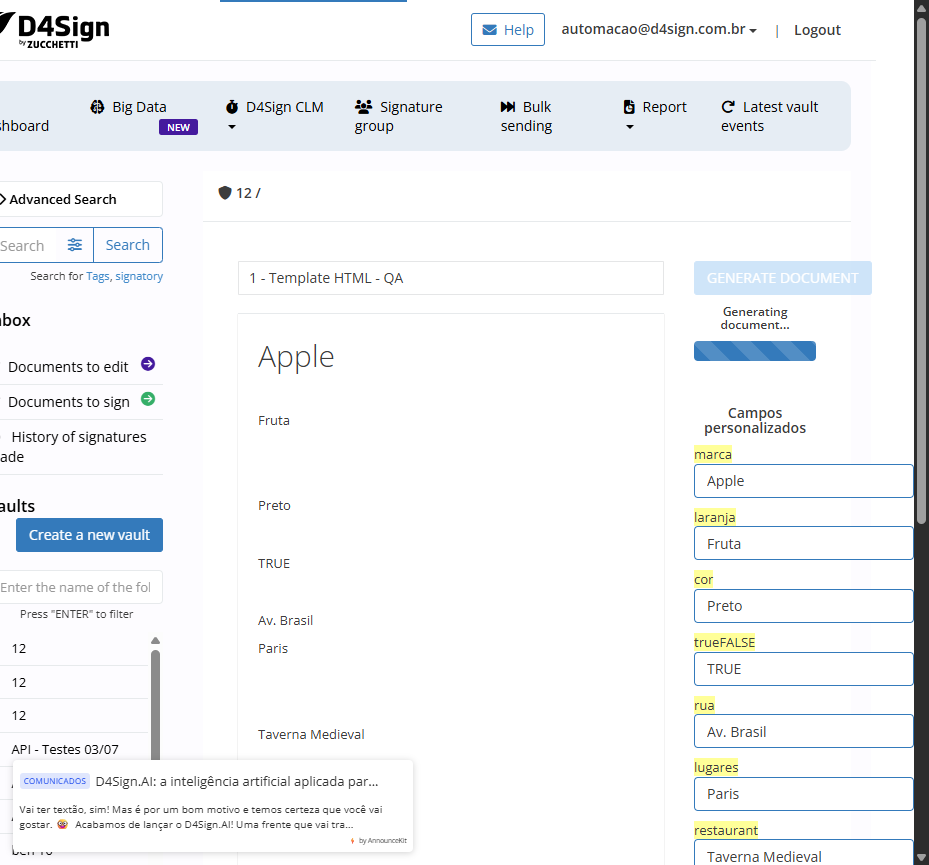 D4Sign
by ZUCCHETTI
Help
automacao@d4sign.com.br
|
Logout
shboard
Big Data
NEW
D4Sign CLM
Signature
group
Bulk
sending
Report
Latest vault
events
Advanced Search
Search
Search
Search for Tags, signatory
nbox
Documents to edit
Documents to sign
History of signatures
ade
aults
Create a new vault
Enter the name of the fol
Press "ENTER" to filter
12
12
12
API - Testes 03/07
12 /
1 - Template HTML - QA
Apple
Fruta
Preto
TRUE
Av. Brasil
Paris
Taverna Medieval
GENERATE DOCUMENT
Generating
document...
Campos
personalizados
marca
Apple
laranja
Fruta
cor
Preto
trueFALSE
TRUE
rua
Av. Brasil
lugares
Paris
restaurant
Taverna Medieval
COMUNICADOS D4Sign.AI: a inteligência artificial aplicada par...
Vai ter textão, sim! Mas é por um bom motivo e temos certeza que você vai
gostar. 🤩 Acabamos de lançar o D4Sign.AI! Uma frente que vai tra...
by AnnounceKit